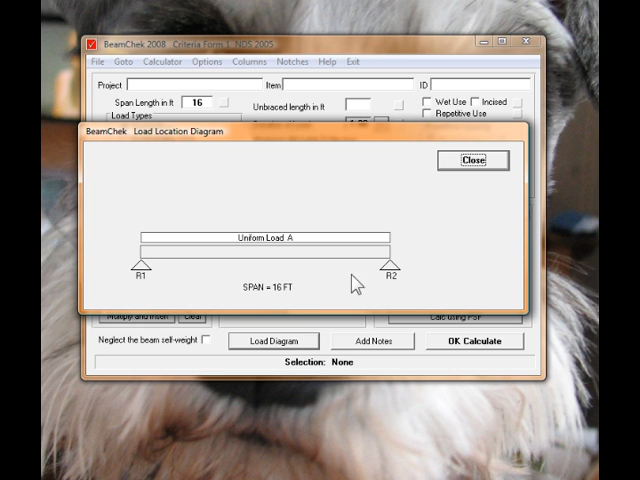 BeamChek 2008 Criteria Form 1 NDS 2005
File Goto Calculator Options Columns Notches Help Exit
Project Item ID
Span Length in ft 16 Unbraced length in ft Wet Use Incised
Load Types Repetitive Use
BeamChek Load Location Diagram
Close
Uniform Load A
R1 R2
SPAN = 16 FT
Multiply and Insert Clear Calc using PSF
Neglect the beam self-weight Load Diagram Add Notes OK Calculate
Selection: None